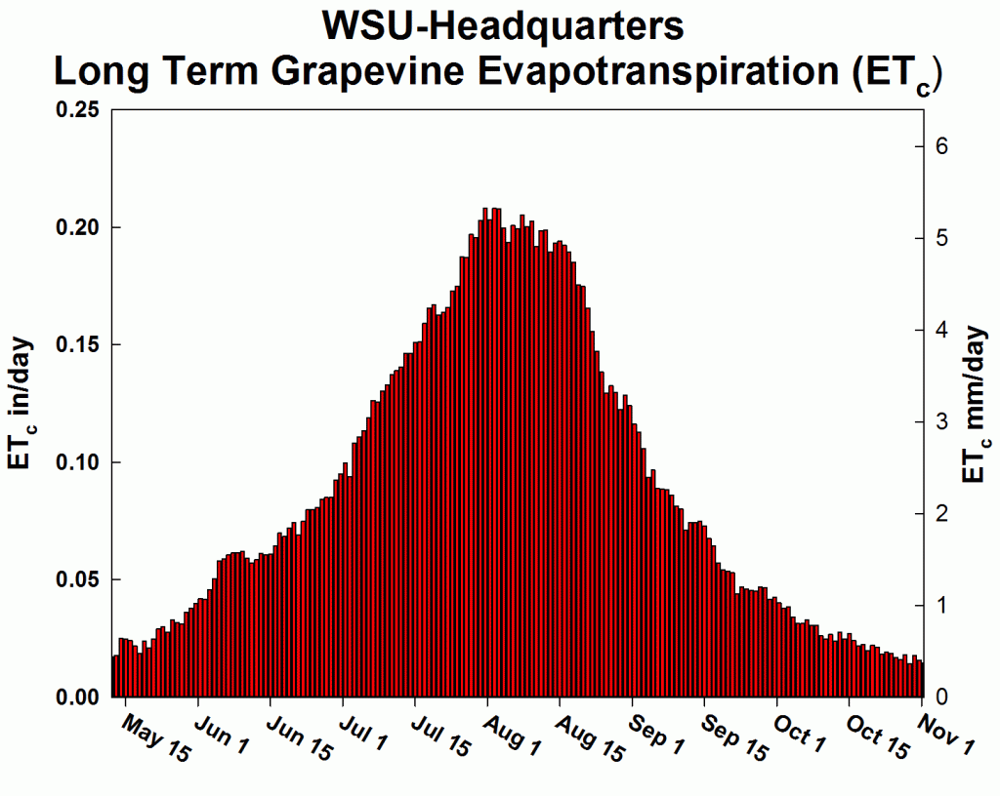 WSU-Headquarters
Long Term Grapevine Evapotranspiration (ETc)
0.25
0.20
0.15
0.10
0.05
0.00
ETc in/day
6
5
4
3
2
1
0
ETc mm/day
May 15
Jun 1
Jun 15
Jul 1
Jul 15
Aug 1
Aug 15
Sep 1
Sep 15
Oct 1
Oct 15
Nov 1